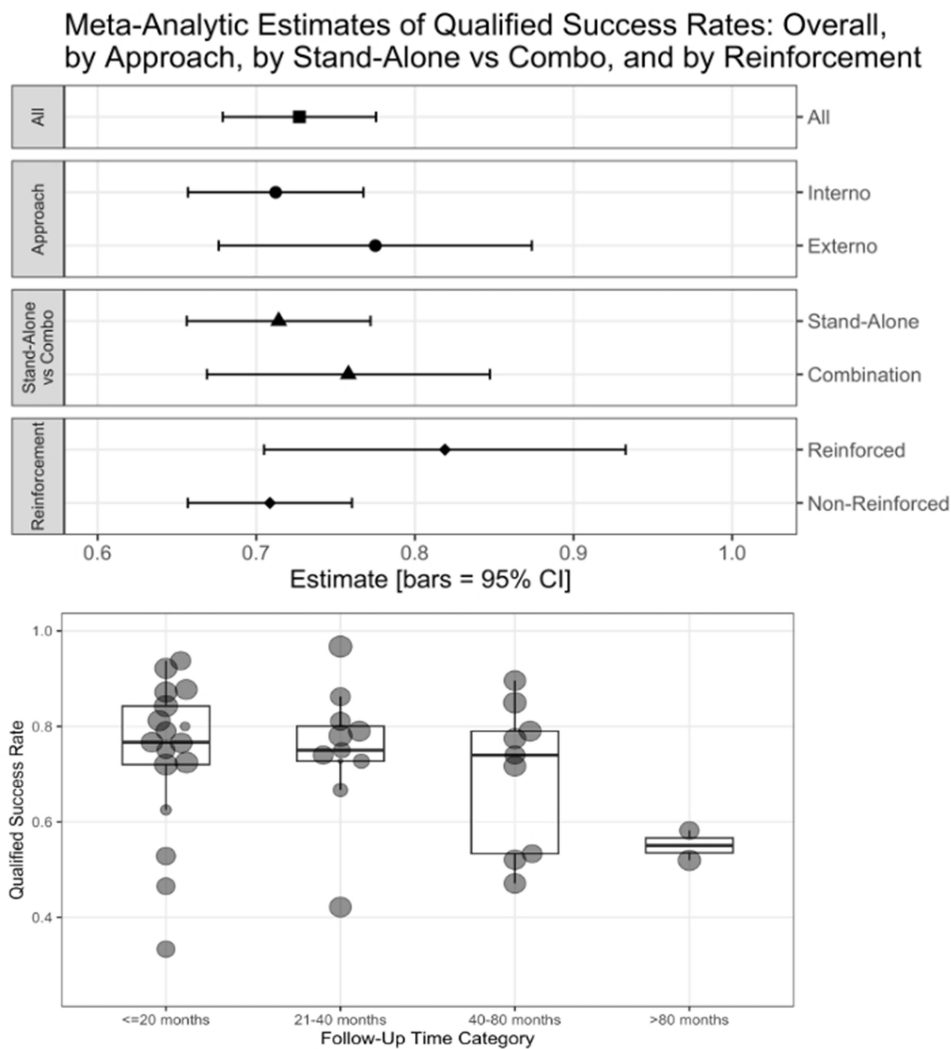 Meta-Analytic Estimates of Qualified Success Rates: Overall,
by Approach, by Stand-Alone vs Combo, and by Reinforcement
All
All
Approach
Interno
Externo
Stand-Alone
vs Combo
Stand-Alone
Combination
Reinforcement
Reinforced
Non-Reinforced
0.6 0.7 0.8 0.9 1.0
Estimate [bars = 95% CI]
Qualified Success Rate
1.0
0.8
0.6
0.4
<=20 months 21-40 months 40-80 months >80 months
Follow-Up Time Category